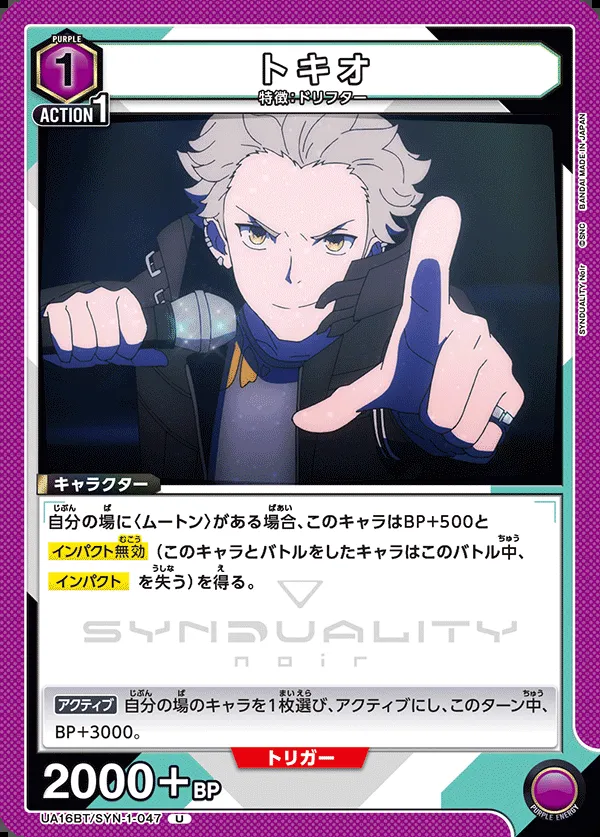 PURPLE
1
ACTION 1
トキオ
特徴:ドリフター
SYNDUALITY Noir ©SNC BANDAI MADE IN JAPAN
キャラクター
自分の場に〈ムートン〉がある場合、このキャラはBP+500と
インパクト無効 (このキャラとバトルをしたキャラはこのバトル中、
インパクト を失う)を得る。
SYNDUALITY
noir
アクティブ 自分の場のキャラを1枚選び、アクティブにし、このターン中、
BP+3000。
トリガー
2000+BP
UA16BT/SYN-1-047 U
PURPLE ENERGY